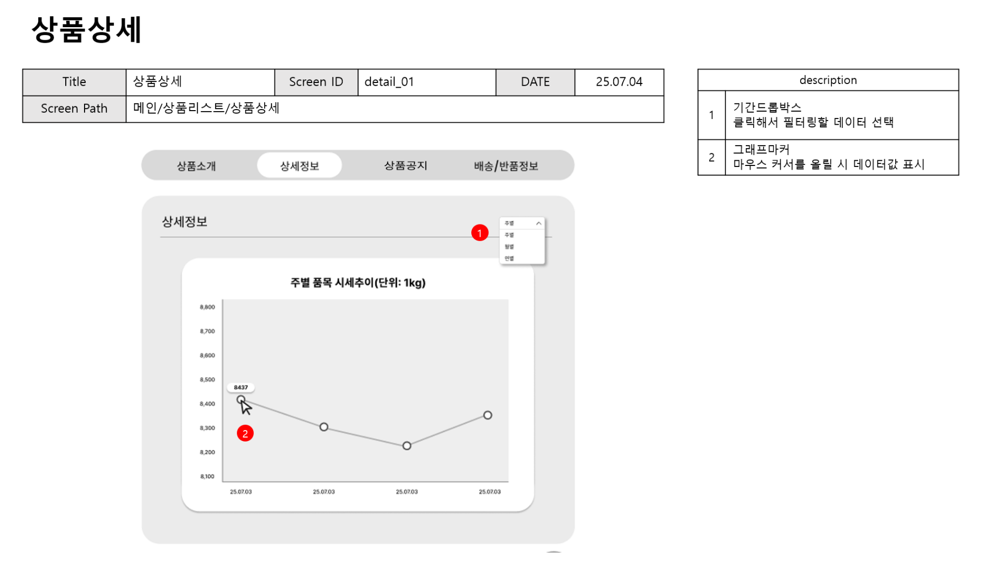 상품상세
Title 상품상세 Screen ID detail_01 DATE 25.07.04
Screen Path 메인/상품리스트/상품상세
description
1 기간드롭박스
클릭해서 필터링할 데이터 선택
2 그래프마커
마우스 커서를 올릴 시 데이터값 표시
상품소개 상세정보 상품공지 배송/반품정보
상세정보
1
주별
주별
월별
연별
주별 품목 시세추이(단위: 1kg)
8,800
8,700
8,600
8,500
8437
8,400
8,300
2
8,200
8,100
25.07.03 25.07.03 25.07.03 25.07.03